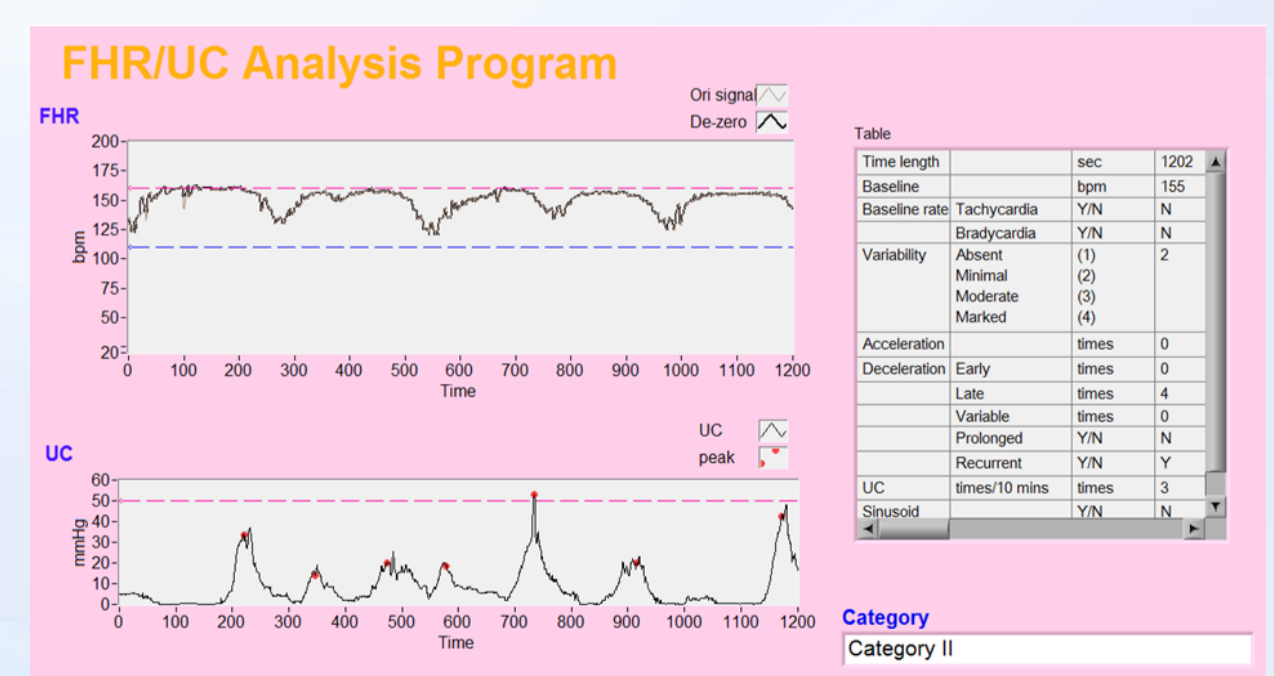 FHR/UC Analysis Program
Ori signal
De-zero
FHR
200
175
150
125
100
75
50
20
bpm
0 100 200 300 400 500 600 700 800 900 1000 1100 1200
Time
UC
peak
UC
60
50
40
30
20
10
0
mmHg
0 100 200 300 400 500 600 700 800 900 1000 1100 1200
Time
Table
Time length sec 1202
Baseline bpm 155
Baseline rate Tachycardia Y/N N
Bradycardia Y/N N
Variability Absent (1) 2
Minimal (2)
Moderate (3)
Marked (4)
Acceleration times 0
Deceleration Early times 0
Late times 4
Variable times 0
Prolonged Y/N N
Recurrent Y/N Y
UC times/10 mins times 3
Sinusoid Y/N N
Category
Category II